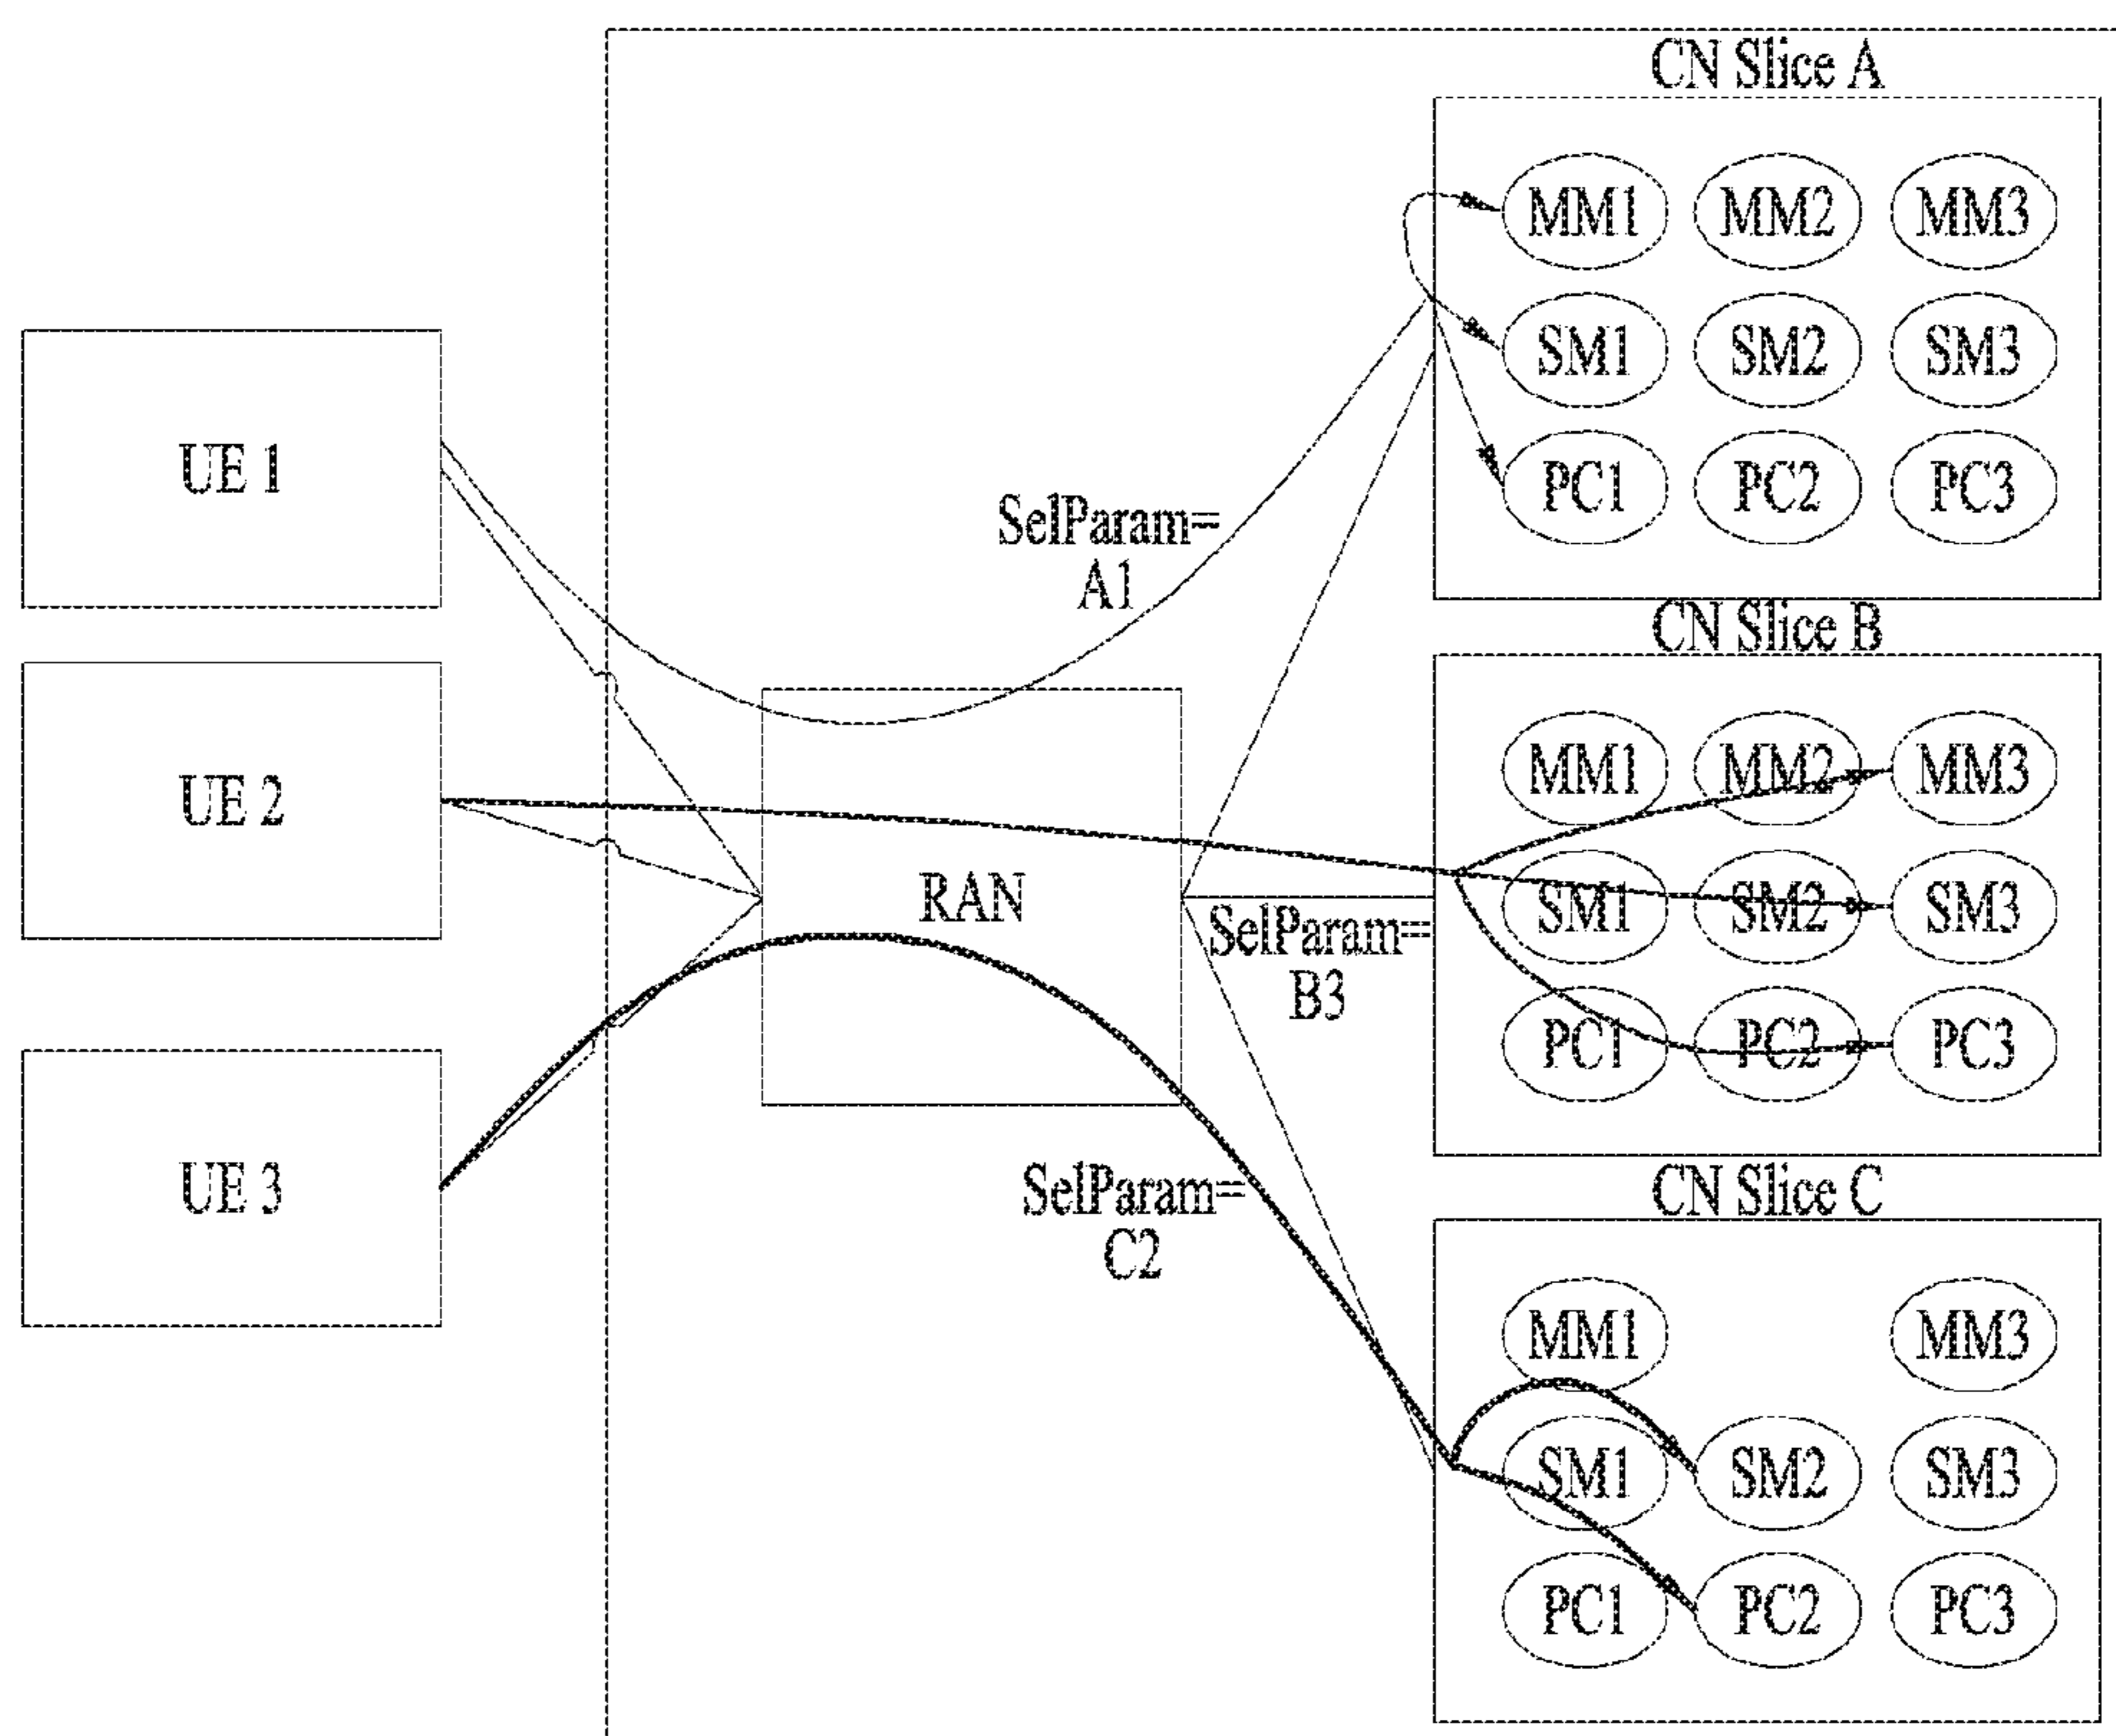 CN Slice A
MM1 MM2 MM3
SM1 SM2 SM3
PC1 PC2 PC3
UE 1
SelParam=
A1
CN Slice B
MM1 MM2 MM3
SM1 SM2 SM3
PC1 PC2 PC3
UE 2
RAN
SelParam=
B3
UE 3
SelParam=
C2
CN Slice C
MM1 MM3
SM1 SM2 SM3
PC1 PC2 PC3